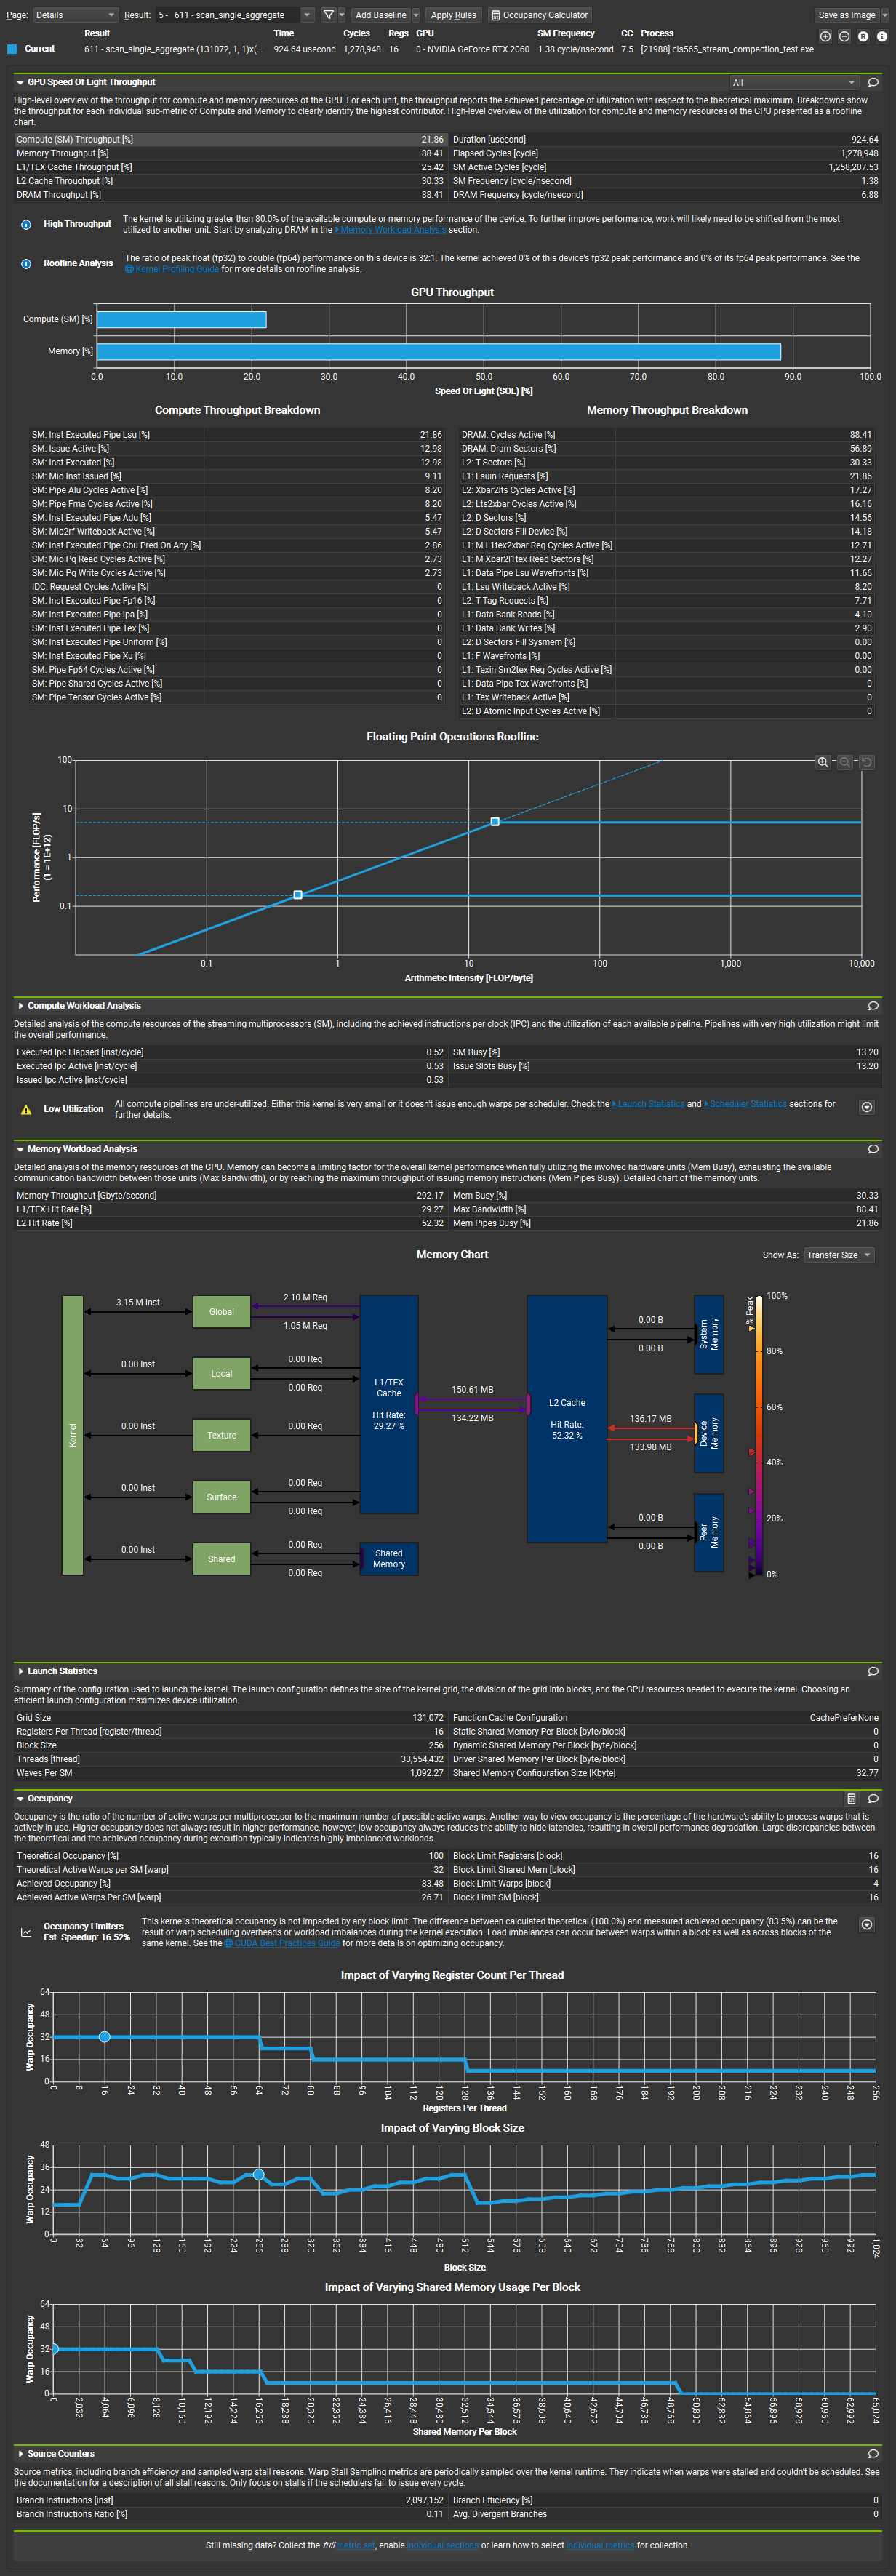 Page: Details Result: 5 - 611 - scan_single_aggregate Add Baseline Apply Rules Occupancy Calculator Save as Image
Result Time Cycles Regs GPU SM Frequency CC Process
Current 611 - scan_single_aggregate (131072, 1, 1)x(... 924.64 usecond 1,278,948 16 0 - NVIDIA GeForce RTX 2060 1.38 cycle/nsecond 7.5 [21988] cis565_stream_compaction_test.exe
GPU Speed Of Light Throughput All
High-level overview of the throughput for compute and memory resources of the GPU. For each unit, the throughput reports the achieved percentage of utilization with respect to the theoretical maximum. Breakdowns show
the throughput for each individual sub-metric of Compute and Memory to clearly identify the highest contributor. High-level overview of the utilization for compute and memory resources of the GPU presented as a roofline
chart.
Compute (SM) Throughput [%] 21.86 Duration [usecond] 924.64
Memory Throughput [%] 88.41 Elapsed Cycles [cycle] 1,278,948
L1/TEX Cache Throughput [%] 25.42 SM Active Cycles [cycle] 1,258,207.53
L2 Cache Throughput [%] 30.33 SM Frequency [cycle/nsecond] 1.38
DRAM Throughput [%] 88.41 DRAM Frequency [cycle/nsecond] 6.88
High Throughput The kernel is utilizing greater than 80.0% of the available compute or memory performance of the device. To further improve performance, work will likely need to be shifted from the most
utilized to another unit. Start by analyzing DRAM in the Memory Workload Analysis section.
Roofline Analysis The ratio of peak float (fp32) to double (fp64) performance on this device is 32:1. The kernel achieved 0% of this device's fp32 peak performance and 0% of its fp64 peak performance. See the
Kernel Profiling Guide for more details on roofline analysis.
GPU Throughput
Compute (SM) [%]
Memory [%]
0.0 10.0 20.0 30.0 40.0 50.0 60.0 70.0 80.0 90.0 100.0
Speed Of Light (SOL) [%]
Compute Throughput Breakdown Memory Throughput Breakdown
SM: Inst Executed Pipe Lsu [%] 21.86 DRAM: Cycles Active [%] 88.41
SM: Issue Active [%] 12.98 DRAM: Dram Sectors [%] 56.89
SM: Inst Executed [%] 12.98 L2: T Sectors [%] 30.33
SM: Mio Inst Issued [%] 9.11 L1: Lsuin Requests [%] 21.86
SM: Pipe Alu Cycles Active [%] 8.20 L2: Xbar2lts Cycles Active [%] 17.27
SM: Pipe Fma Cycles Active [%] 8.20 L2: Lts2xbar Cycles Active [%] 16.16
SM: Inst Executed Pipe Adu [%] 5.47 L2: D Sectors [%] 14.56
SM: Mio2rf Writeback Active [%] 5.47 L2: D Sectors Fill Device [%] 14.18
SM: Inst Executed Pipe Cbu Pred On Any [%] 2.86 L1: M L1tex2xbar Req Cycles Active [%] 12.71
SM: Mio Pq Read Cycles Active [%] 2.73 L1: M Xbar2l1tex Read Sectors [%] 12.27
SM: Mio Pq Write Cycles Active [%] 2.73 L1: Data Pipe Lsu Wavefronts [%] 11.66
IDC: Request Cycles Active [%] 0 L1: Lsu Writeback Active [%] 8.20
SM: Inst Executed Pipe Fp16 [%] 0 L2: T Tag Requests [%] 7.71
SM: Inst Executed Pipe Ipa [%] 0 L1: Data Bank Reads [%] 4.10
SM: Inst Executed Pipe Tex [%] 0 L1: Data Bank Writes [%] 2.90
SM: Inst Executed Pipe Uniform [%] 0 L2: D Sectors Fill Sysmem [%] 0.00
SM: Inst Executed Pipe Xu [%] 0 L1: F Wavefronts [%] 0.00
SM: Pipe Fp64 Cycles Active [%] 0 L1: Texin Sm2tex Req Cycles Active [%] 0.00
SM: Pipe Shared Cycles Active [%] 0 L1: Data Pipe Tex Wavefronts [%] 0
SM: Pipe Tensor Cycles Active [%] 0 L1: Tex Writeback Active [%] 0
L2: D Atomic Input Cycles Active [%] 0
Floating Point Operations Roofline
Performance [FLOP/s]
(1 = 1E+12)
100
10
1
0.1
0.1 1 10 100 1,000 10,000
Arithmetic Intensity [FLOP/byte]
Compute Workload Analysis
Detailed analysis of the compute resources of the streaming multiprocessors (SM), including the achieved instructions per clock (IPC) and the utilization of each available pipeline. Pipelines with very high utilization might limit
the overall performance.
Executed Ipc Elapsed [inst/cycle] 0.52 SM Busy [%] 13.20
Executed Ipc Active [inst/cycle] 0.53 Issue Slots Busy [%] 13.20
Issued Ipc Active [inst/cycle] 0.53
Low Utilization All compute pipelines are under-utilized. Either this kernel is very small or it doesn't issue enough warps per scheduler. Check the Launch Statistics and Scheduler Statistics sections for
further details.
Memory Workload Analysis
Detailed analysis of the memory resources of the GPU. Memory can become a limiting factor for the overall kernel performance when fully utilizing the involved hardware units (Mem Busy), exhausting the available
communication bandwidth between those units (Max Bandwidth), or by reaching the maximum throughput of issuing memory instructions (Mem Pipes Busy). Detailed chart of the memory units.
Memory Throughput [Gbyte/second] 292.17 Mem Busy [%] 30.33
L1/TEX Hit Rate [%] 29.27 Max Bandwidth [%] 88.41
L2 Hit Rate [%] 52.32 Mem Pipes Busy [%] 21.86
Memory Chart Show As: Transfer Size
Kernel
3.15 M Inst Global 2.10 M Req
1.05 M Req
0.00 Inst Local 0.00 Req
0.00 Req
0.00 Inst Texture 0.00 Req
0.00 Inst Surface 0.00 Req
0.00 Req
0.00 Inst Shared 0.00 Req
0.00 Req
L1/TEX
Cache
Hit Rate:
29.27 %
Shared
Memory
150.61 MB
134.22 MB
L2 Cache
Hit Rate:
52.32 %
0.00 B
0.00 B
System
Memory
136.17 MB
133.98 MB
Device
Memory
0.00 B
0.00 B
Peer
Memory
% Peak
100%
80%
60%
40%
20%
0%
Launch Statistics
Summary of the configuration used to launch the kernel. The launch configuration defines the size of the kernel grid, the division of the grid into blocks, and the GPU resources needed to execute the kernel. Choosing an
efficient launch configuration maximizes device utilization.
Grid Size 131,072 Function Cache Configuration CachePreferNone
Registers Per Thread [register/thread] 16 Static Shared Memory Per Block [byte/block] 0
Block Size 256 Dynamic Shared Memory Per Block [byte/block] 0
Threads [thread] 33,554,432 Driver Shared Memory Per Block [byte/block] 0
Waves Per SM 1,092.27 Shared Memory Configuration Size [Kbyte] 32.77
Occupancy
Occupancy is the ratio of the number of active warps per multiprocessor to the maximum number of possible active warps. Another way to view occupancy is the percentage of the hardware's ability to process warps that is
actively in use. Higher occupancy does not always result in higher performance, however, low occupancy always reduces the ability to hide latencies, resulting in overall performance degradation. Large discrepancies between
the theoretical and the achieved occupancy during execution typically indicates highly imbalanced workloads.
Theoretical Occupancy [%] 100 Block Limit Registers [block] 16
Theoretical Active Warps per SM [warp] 32 Block Limit Shared Mem [block] 16
Achieved Occupancy [%] 83.48 Block Limit Warps [block] 4
Achieved Active Warps Per SM [warp] 26.71 Block Limit SM [block] 16
Occupancy Limiters
Est. Speedup: 16.52%
This kernel's theoretical occupancy is not impacted by any block limit. The difference between calculated theoretical (100.0%) and measured achieved occupancy (83.5%) can be the
result of warp scheduling overheads or workload imbalances during the kernel execution. Load imbalances can occur between warps within a block as well as across blocks of the
same kernel. See the CUDA Best Practices Guide for more details on optimizing occupancy.
Impact of Varying Register Count Per Thread
Warp Occupancy
64
48
32
16
0
0 8 16 24 32 40 48 56 64 72 80 88 96 104 112 120 128 136 144 152 160 168 176 184 192 200 208 216 224 232 240 248 256
Registers Per Thread
Impact of Varying Block Size
Warp Occupancy
48
36
24
12
0
0 32 64 96 128 160 192 224 256 288 320 352 384 416 448 480 512 544 576 608 640 672 704 736 768 800 832 864 896 928 960 992 1,024
Block Size
Impact of Varying Shared Memory Usage Per Block
Warp Occupancy
64
48
32
16
0
0 2,032 4,064 6,096 8,128 10,160 12,192 14,224 16,256 18,288 20,320 22,352 24,384 26,416 28,448 30,480 32,512 34,544 36,576 38,608 40,640 42,672 44,704 46,736 48,768 50,800 52,832 54,864 56,896 58,928 60,960 62,992 65,024
Shared Memory Per Block
Source Counters
Source metrics, including branch efficiency and sampled warp stall reasons. Warp Stall Sampling metrics are periodically sampled over the kernel runtime. They indicate when warps were stalled and couldn't be scheduled. See
the documentation for a description of all stall reasons. Only focus on stalls if the schedulers fail to issue every cycle.
Branch Instructions [inst] 2,097,152 Branch Efficiency [%] 0
Branch Instructions Ratio [%] 0.11 Avg. Divergent Branches 0
Still missing data? Collect the full metric set, enable individual sections or learn how to select individual metrics for collection.